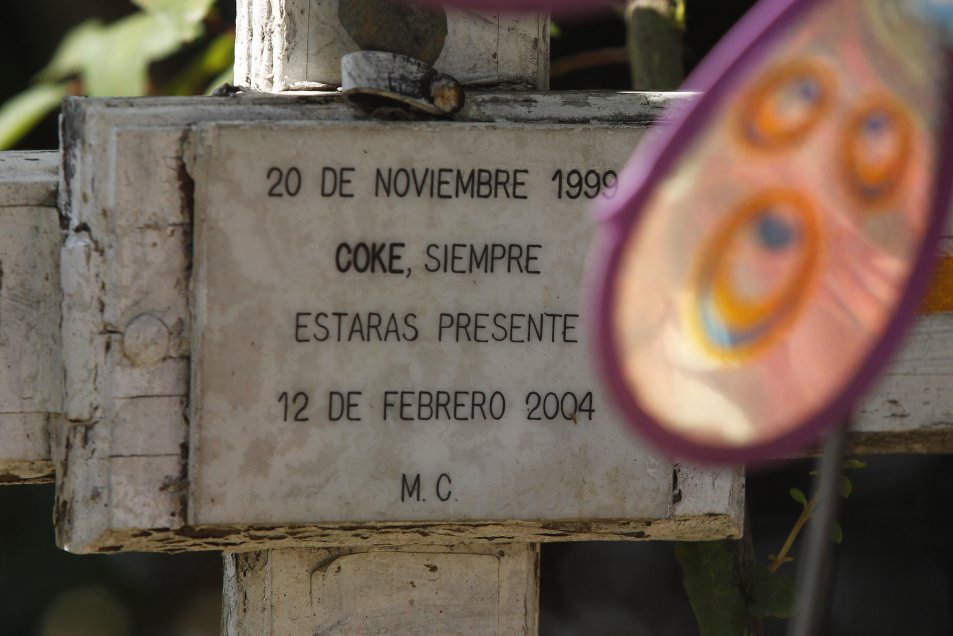 20 DE NOVIEMBRE 1999
COKE, SIEMPRE
ESTARAS PRESENTE
12 DE FEBRERO 2004
M. C.